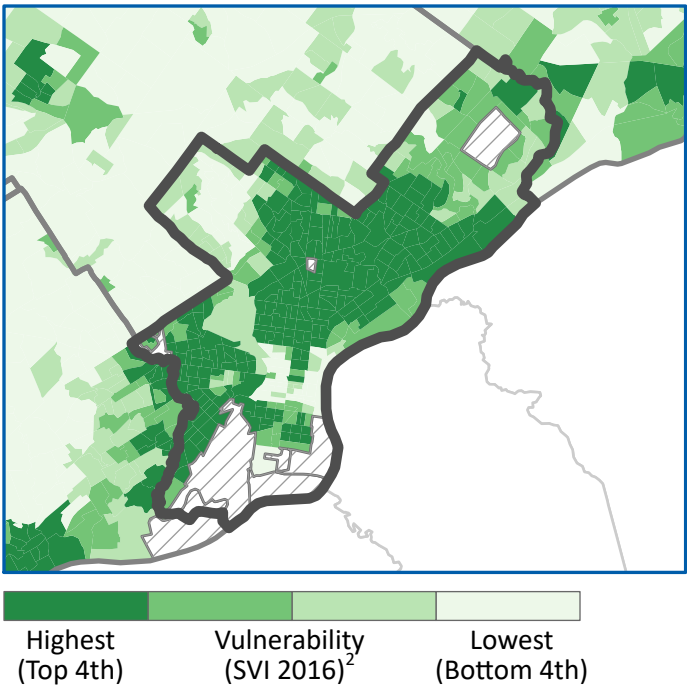 Highest
(Top 4th)
Vulnerability
(SVI 2016)2
Lowest
(Bottom 4th)